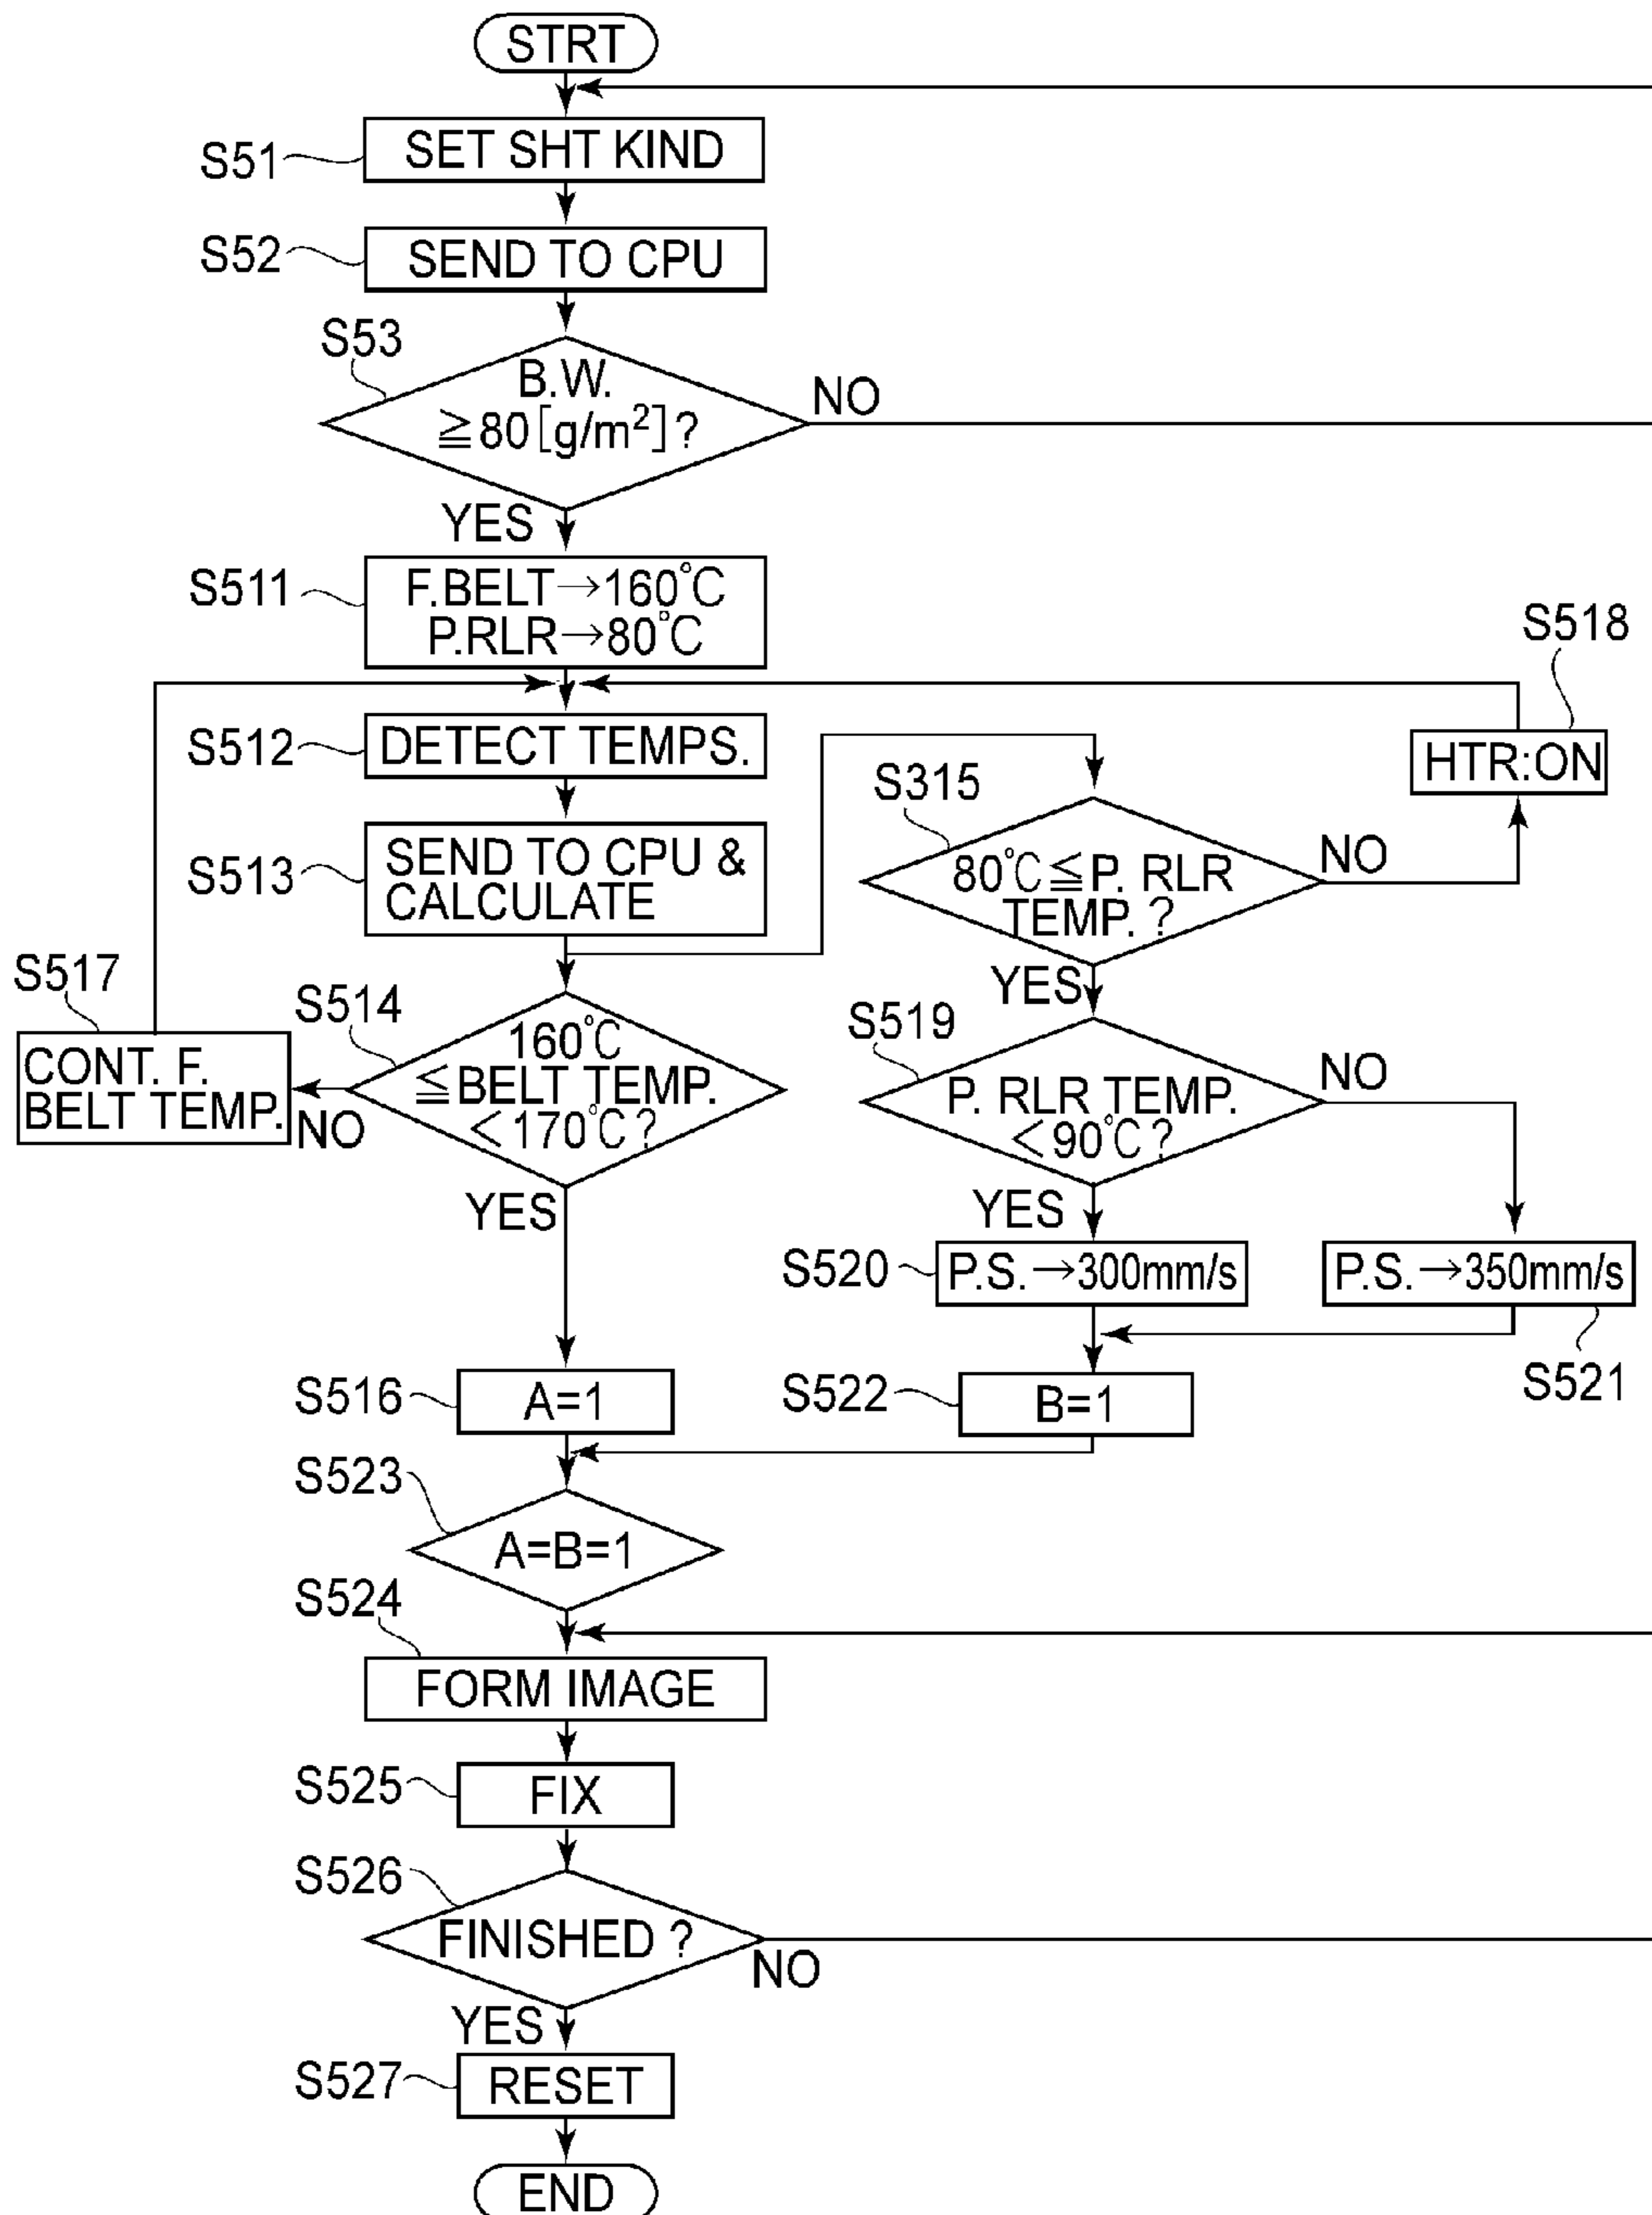 STRT
S51
SET SHT KIND
S52
SEND TO CPU
S53
B.W.
≧80[g/m²]?
NO
YES
S511
F.BELT→160°C
P.RLR→80°C
S518
HTR:ON
S512
DETECT TEMPS.
S315
80°C≦P. RLR
TEMP. ?
NO
YES
S513
SEND TO CPU &
CALCULATE
S517
CONT. F.
BELT TEMP.
S514
160°C
≦BELT TEMP.
<170°C?
NO
YES
S519
P. RLR TEMP.
<90°C?
NO
YES
S520
P.S.→300mm/s
P.S.→350mm/s
S521
S516
A=1
S522
B=1
S523
A=B=1
S524
FORM IMAGE
S525
FIX
S526
FINISHED ?
NO
YES
S527
RESET
END